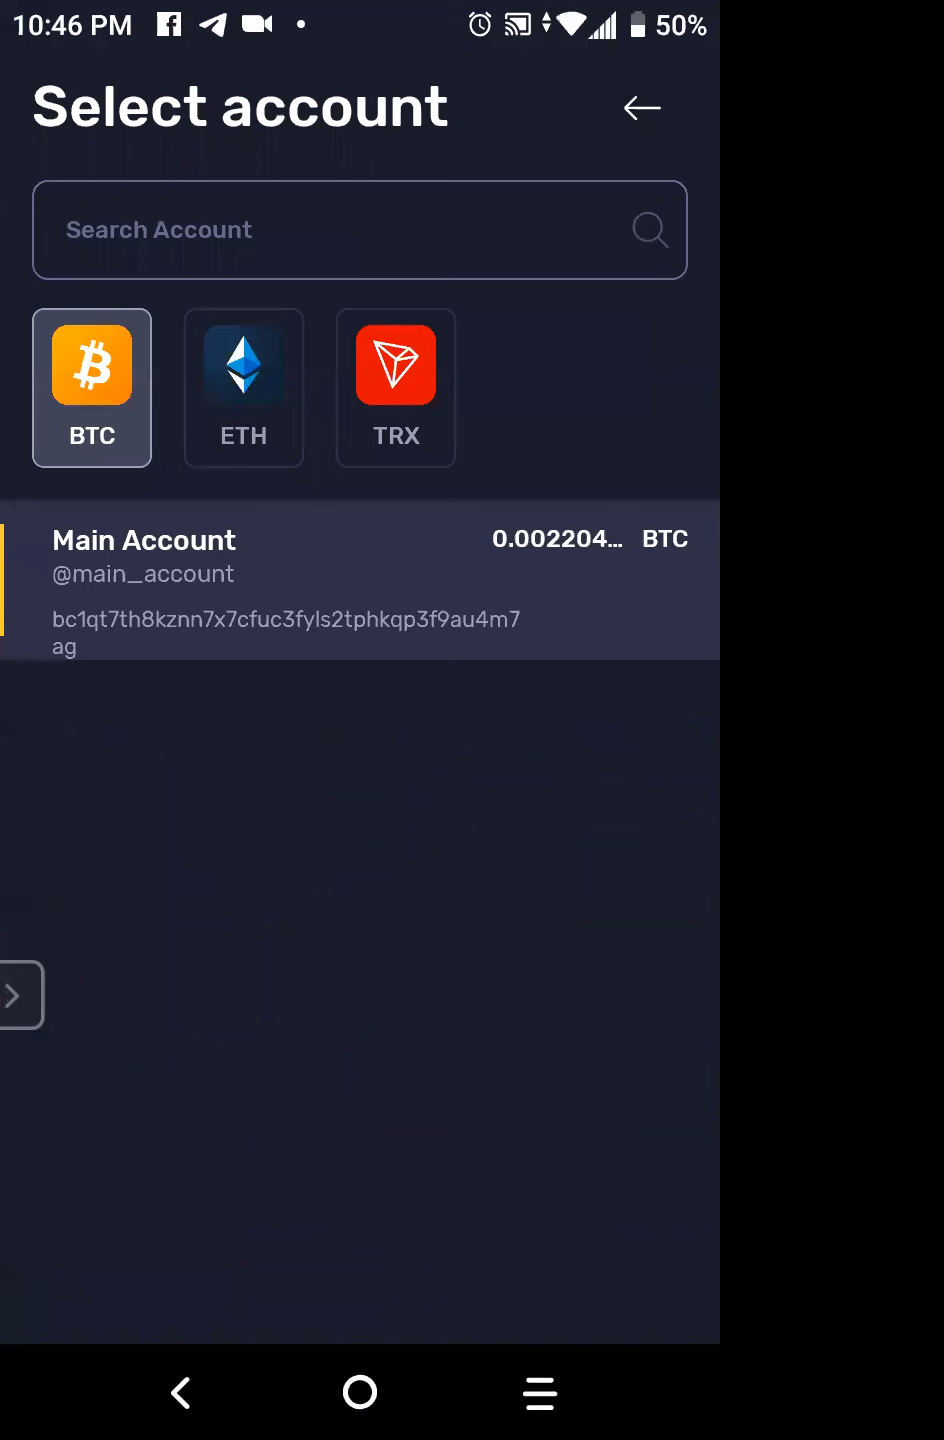 10:46 PM 50%
Select account
Search Account
BTC ETH TRX
Main Account 0.002204... BTC
@main_account
bc1qt7th8kznn7x7cfuc3fyls2tphkqp3f9au4m7
ag